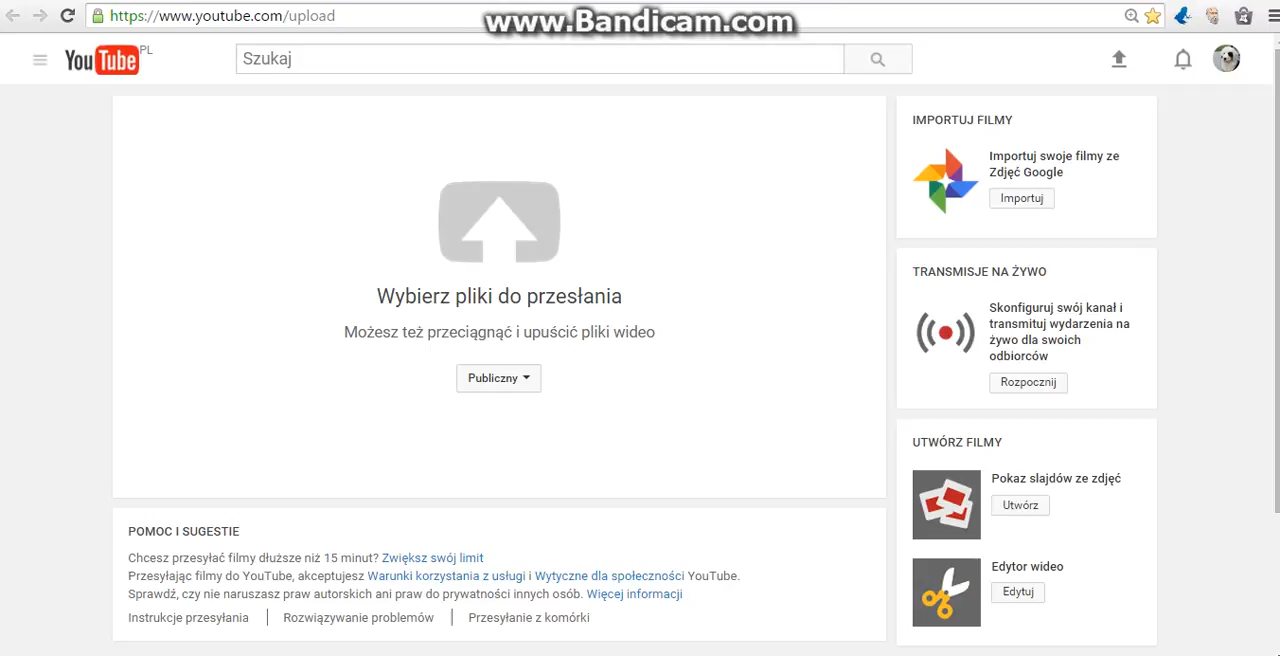 https://www.youtube.com/upload
www.Bandicam.com
YouTube PL
Szukaj
Wybierz pliki do przesłania
Możesz też przeciągnąć i upuścić pliki wideo
Publiczny
POMOC I SUGESTIE
Chcesz przesyłać filmy dłuższe niż 15 minut? Zwiększ swój limit
Przesyłając filmy do YouTube, akceptujesz Warunki korzystania z usługi i Wytyczne dla społeczności YouTube.
Sprawdź, czy nie naruszasz praw autorskich ani praw do prywatności innych osób. Więcej informacji
Instrukcje przesyłania
Rozwiązywanie problemów
Przesyłanie z komórki
IMPORTUJ FILMY
Importuj swoje filmy ze
Zdjęć Google
Importuj
TRANSMISJE NA ŻYWO
Skonfiguruj swój kanał i
transmituj wydarzenia na
żywo dla swoich
odbiorców
Rozpocznij
UTWÓRZ FILMY
Pokaz slajdów ze zdjęć
Utwórz
Edytor wideo
Edytuj